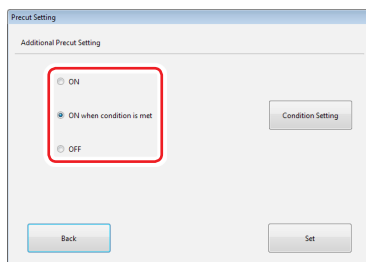 Precut Setting
Additional Precut Setting
ON
ON when condition is met
Condition Setting
OFF
Back
Set